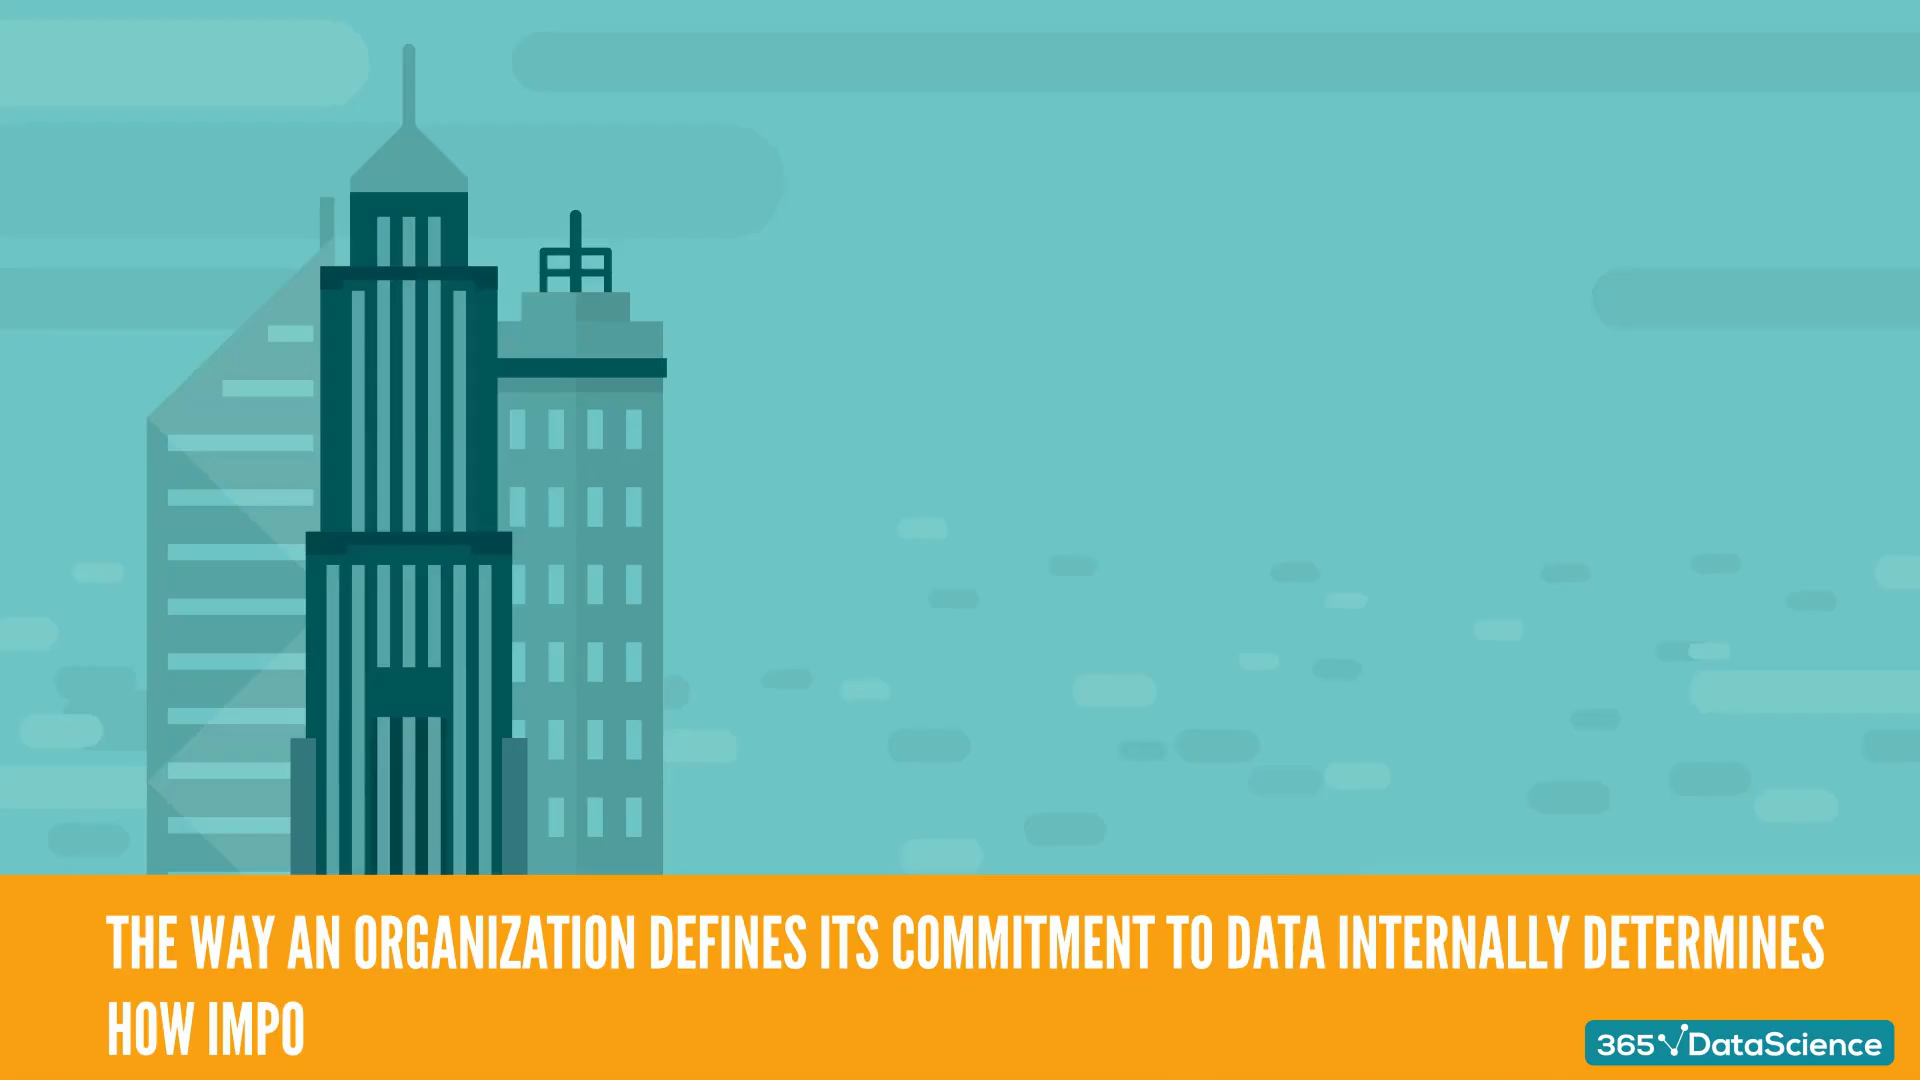 THE WAY AN ORGANIZATION DEFINES ITS COMMITMENT TO DATA INTERNALLY DETERMINES
HOW IMPO
365 DataScience